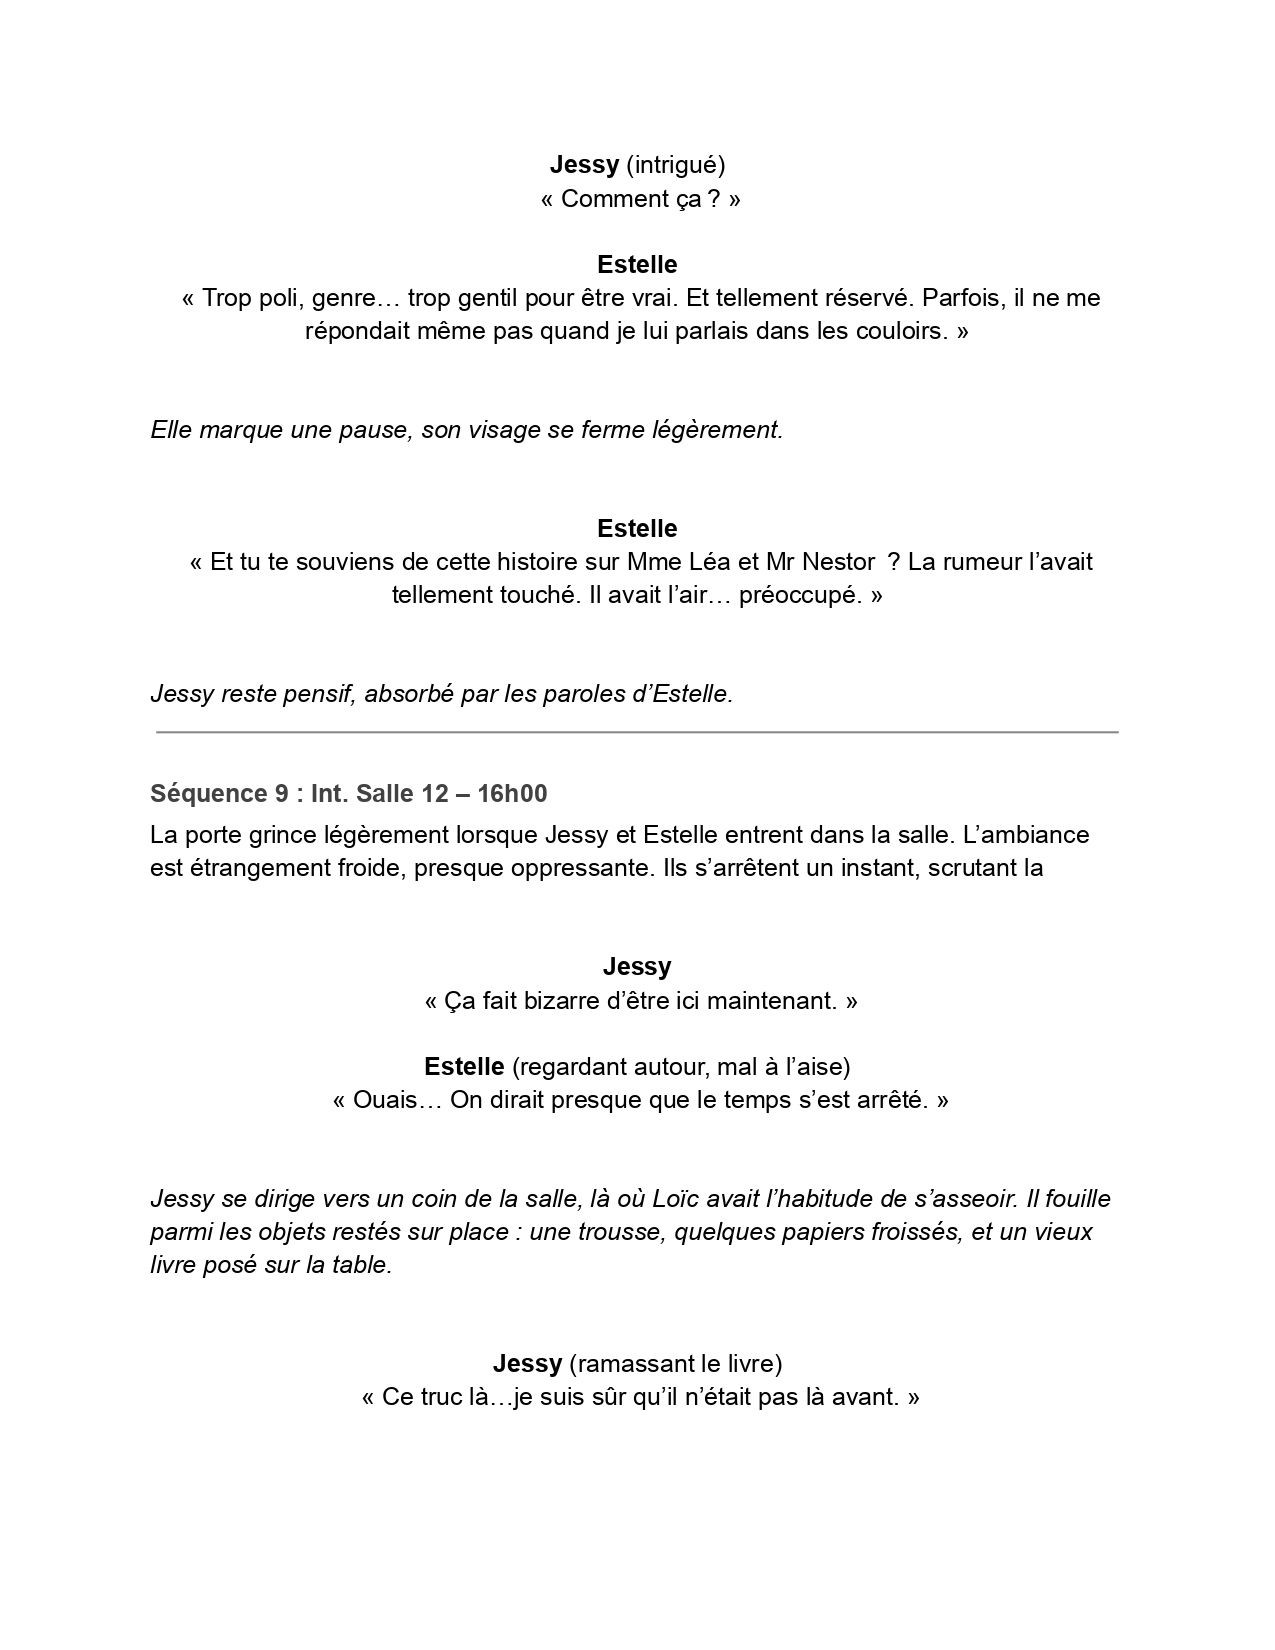 Jessy (intrigué)
« Comment ça ? »
Estelle
« Trop poli, genre… trop gentil pour être vrai. Et tellement réservé. Parfois, il ne me
répondait même pas quand je lui parlais dans les couloirs. »
Elle marque une pause, son visage se ferme légèrement.
Estelle
« Et tu te souviens de cette histoire sur Mme Léa et Mr Nestor ? La rumeur l’avait
tellement touché. Il avait l’air… préoccupé. »
Jessy reste pensif, absorbé par les paroles d’Estelle.
Séquence 9 : Int. Salle 12 – 16h00
La porte grince légèrement lorsque Jessy et Estelle entrent dans la salle. L’ambiance
est étrangement froide, presque oppressante. Ils s’arrêtent un instant, scrutant la
Jessy
« Ça fait bizarre d’être ici maintenant. »
Estelle (regardant autour, mal à l’aise)
« Ouais… On dirait presque que le temps s’est arrêté. »
Jessy se dirige vers un coin de la salle, là où Loïc avait l’habitude de s’asseoir. Il fouille
parmi les objets restés sur place : une trousse, quelques papiers froissés, et un vieux
livre posé sur la table.
Jessy (ramassant le livre)
« Ce truc là…je suis sûr qu’il n’était pas là avant. »